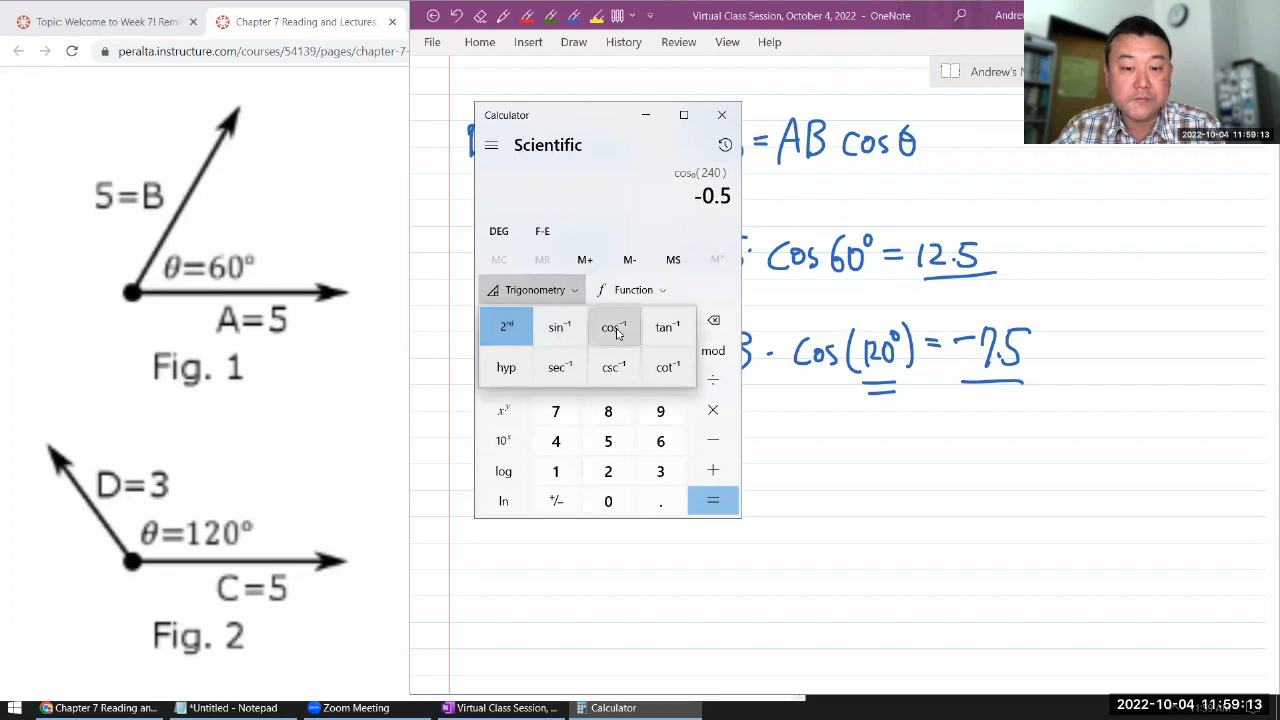 Topic: Welcome to Week 7! Remi
Chapter 7 Reading and Lectures:
peralta.instructure.com/courses/54139/pages/chapter-7-
Virtual Class Session, October 4, 2022 - OneNote
Andrew
File Home Insert Draw History Review View Help
Andrew's N
2022-10-04 11:59:13
5=B
θ=60°
A=5
Fig. 1
D=3
θ=120°
C=5
Fig. 2
= AB cosθ
· cos 60° = 12.5
3 · cos(120°) = -7.5
Calculator
Scientific
cos₀(240)
-0.5
DEG F-E
MC MR M+ M- MS M˅
Trigonometry Function
2ⁿᵈ sin⁻¹ cos⁻¹ tan⁻¹
hyp sec⁻¹ csc⁻¹ cot⁻¹
mod
÷
xʸ 7 8 9 ×
10ˣ 4 5 6 −
log 1 2 3 +
ln +/− 0 . =
Chapter 7 Reading an...
*Untitled - Notepad
Zoom Meeting
Virtual Class Session, ...
Calculator
2022-10-04 11:59:13